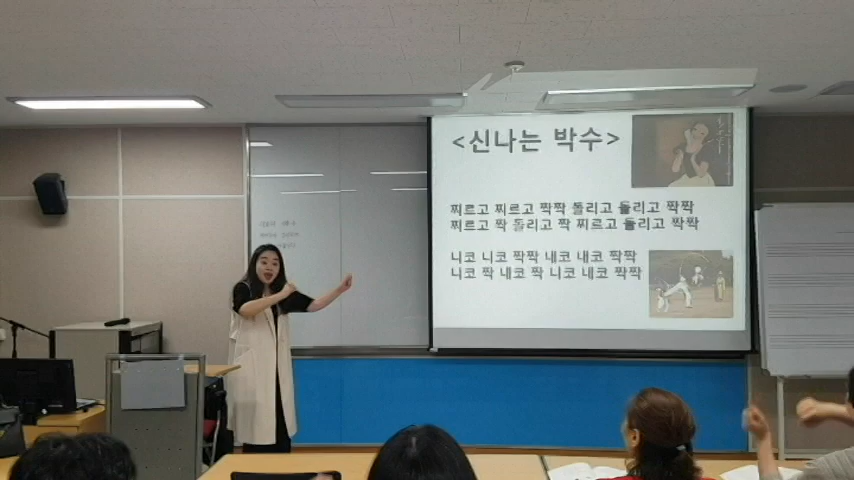 <신나는 박수>
찌르고 찌르고 짝짝 돌리고 돌리고 짝짝
찌르고 짝 돌리고 짝 찌르고 돌리고 짝짝
니코 니코 짝짝 내코 내코 짝짝
니코 짝 내코 짝 니코 내코 짝짝